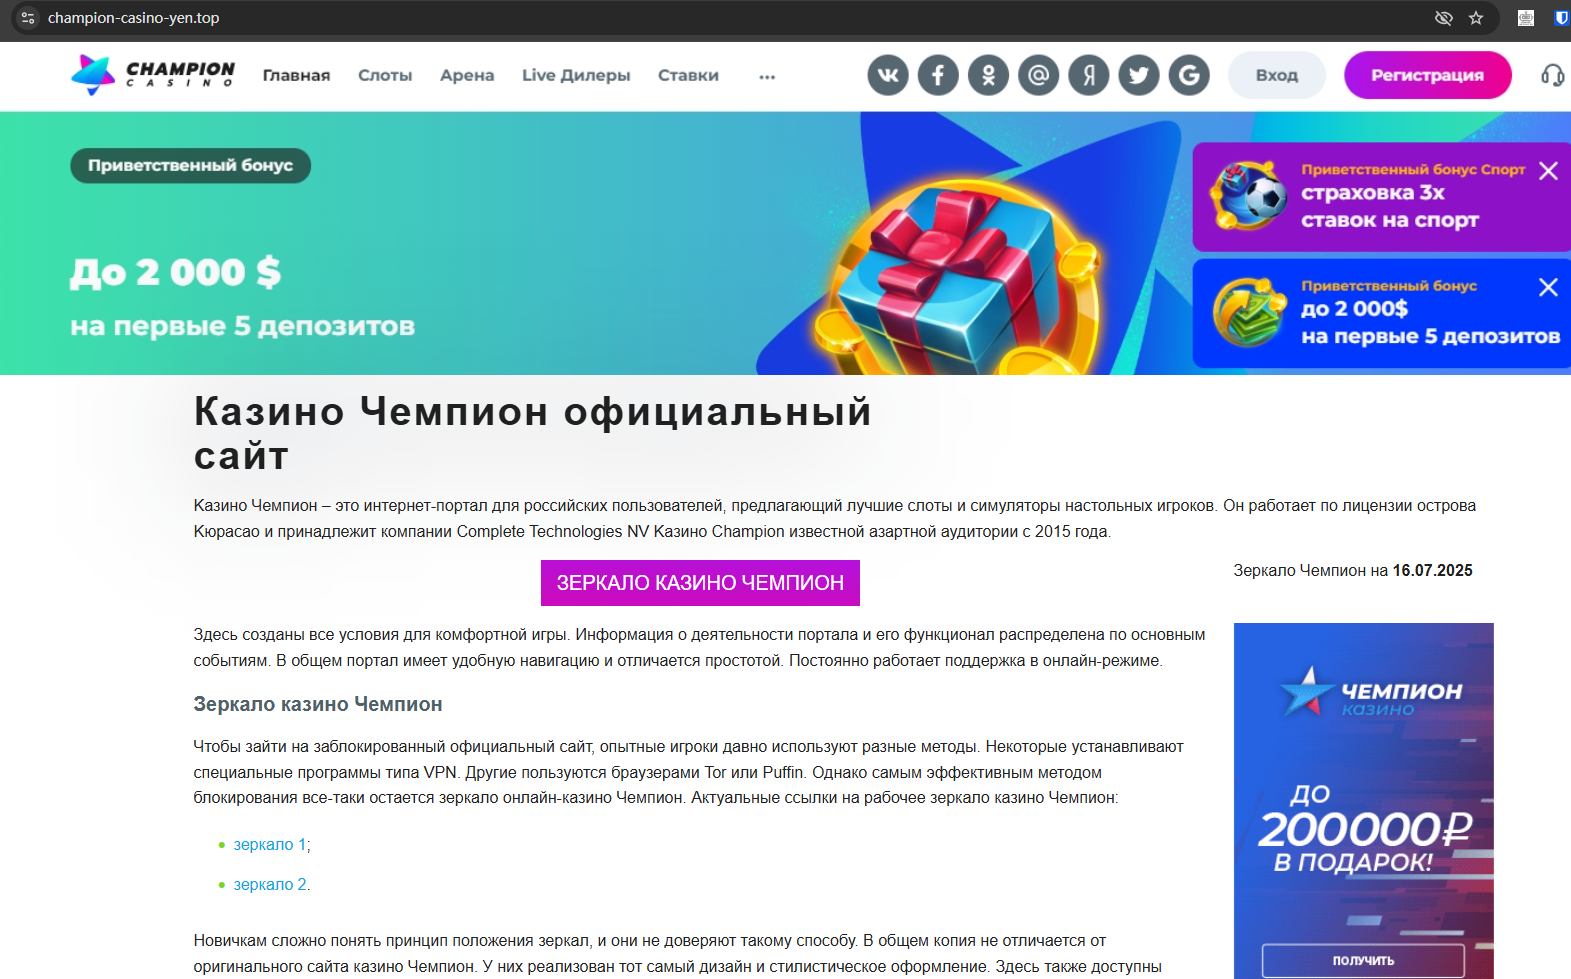 champion-casino-yen.top
CHAMPION
CASINO
Главная
Слоты
Арена
Live Дилеры
Ставки
...
Вход
Регистрация
Приветственный бонус
До 2 000 $
на первые 5 депозитов
Приветственный бонус Спорт
страховка 3x
ставок на спорт
Приветственный бонус
до 2 000$
на первые 5 депозитов
Казино Чемпион официальный
сайт
Казино Чемпион – это интернет-портал для российских пользователей, предлагающий лучшие слоты и симуляторы настольных игроков. Он работает по лицензии острова
Кюрасао и принадлежит компании Complete Technologies NV Казино Champion известной азартной аудитории с 2015 года.
ЗЕРКАЛО КАЗИНО ЧЕМПИОН
Зеркало Чемпион на 16.07.2025
Здесь созданы все условия для комфортной игры. Информация о деятельности портала и его функционал распределена по основным
событиям. В общем портал имеет удобную навигацию и отличается простотой. Постоянно работает поддержка в онлайн-режиме.
Зеркало казино Чемпион
Чтобы зайти на заблокированный официальный сайт, опытные игроки давно используют разные методы. Некоторые устанавливают
специальные программы типа VPN. Другие пользуются браузерами Tor или Puffin. Однако самым эффективным методом
блокирования все-таки остается зеркало онлайн-казино Чемпион. Актуальные ссылки на рабочее зеркало казино Чемпион:
зеркало 1;
зеркало 2.
Новичкам сложно понять принцип положения зеркал, и они не доверяют такому способу. В общем копия не отличается от
оригинального сайта казино Чемпион. У них реализован тот самый дизайн и стилистическое оформление. Здесь также доступны
ЧЕМПИОН
казино
ДО
200000₽
В ПОДАРОК!
ПОЛУЧИТЬ